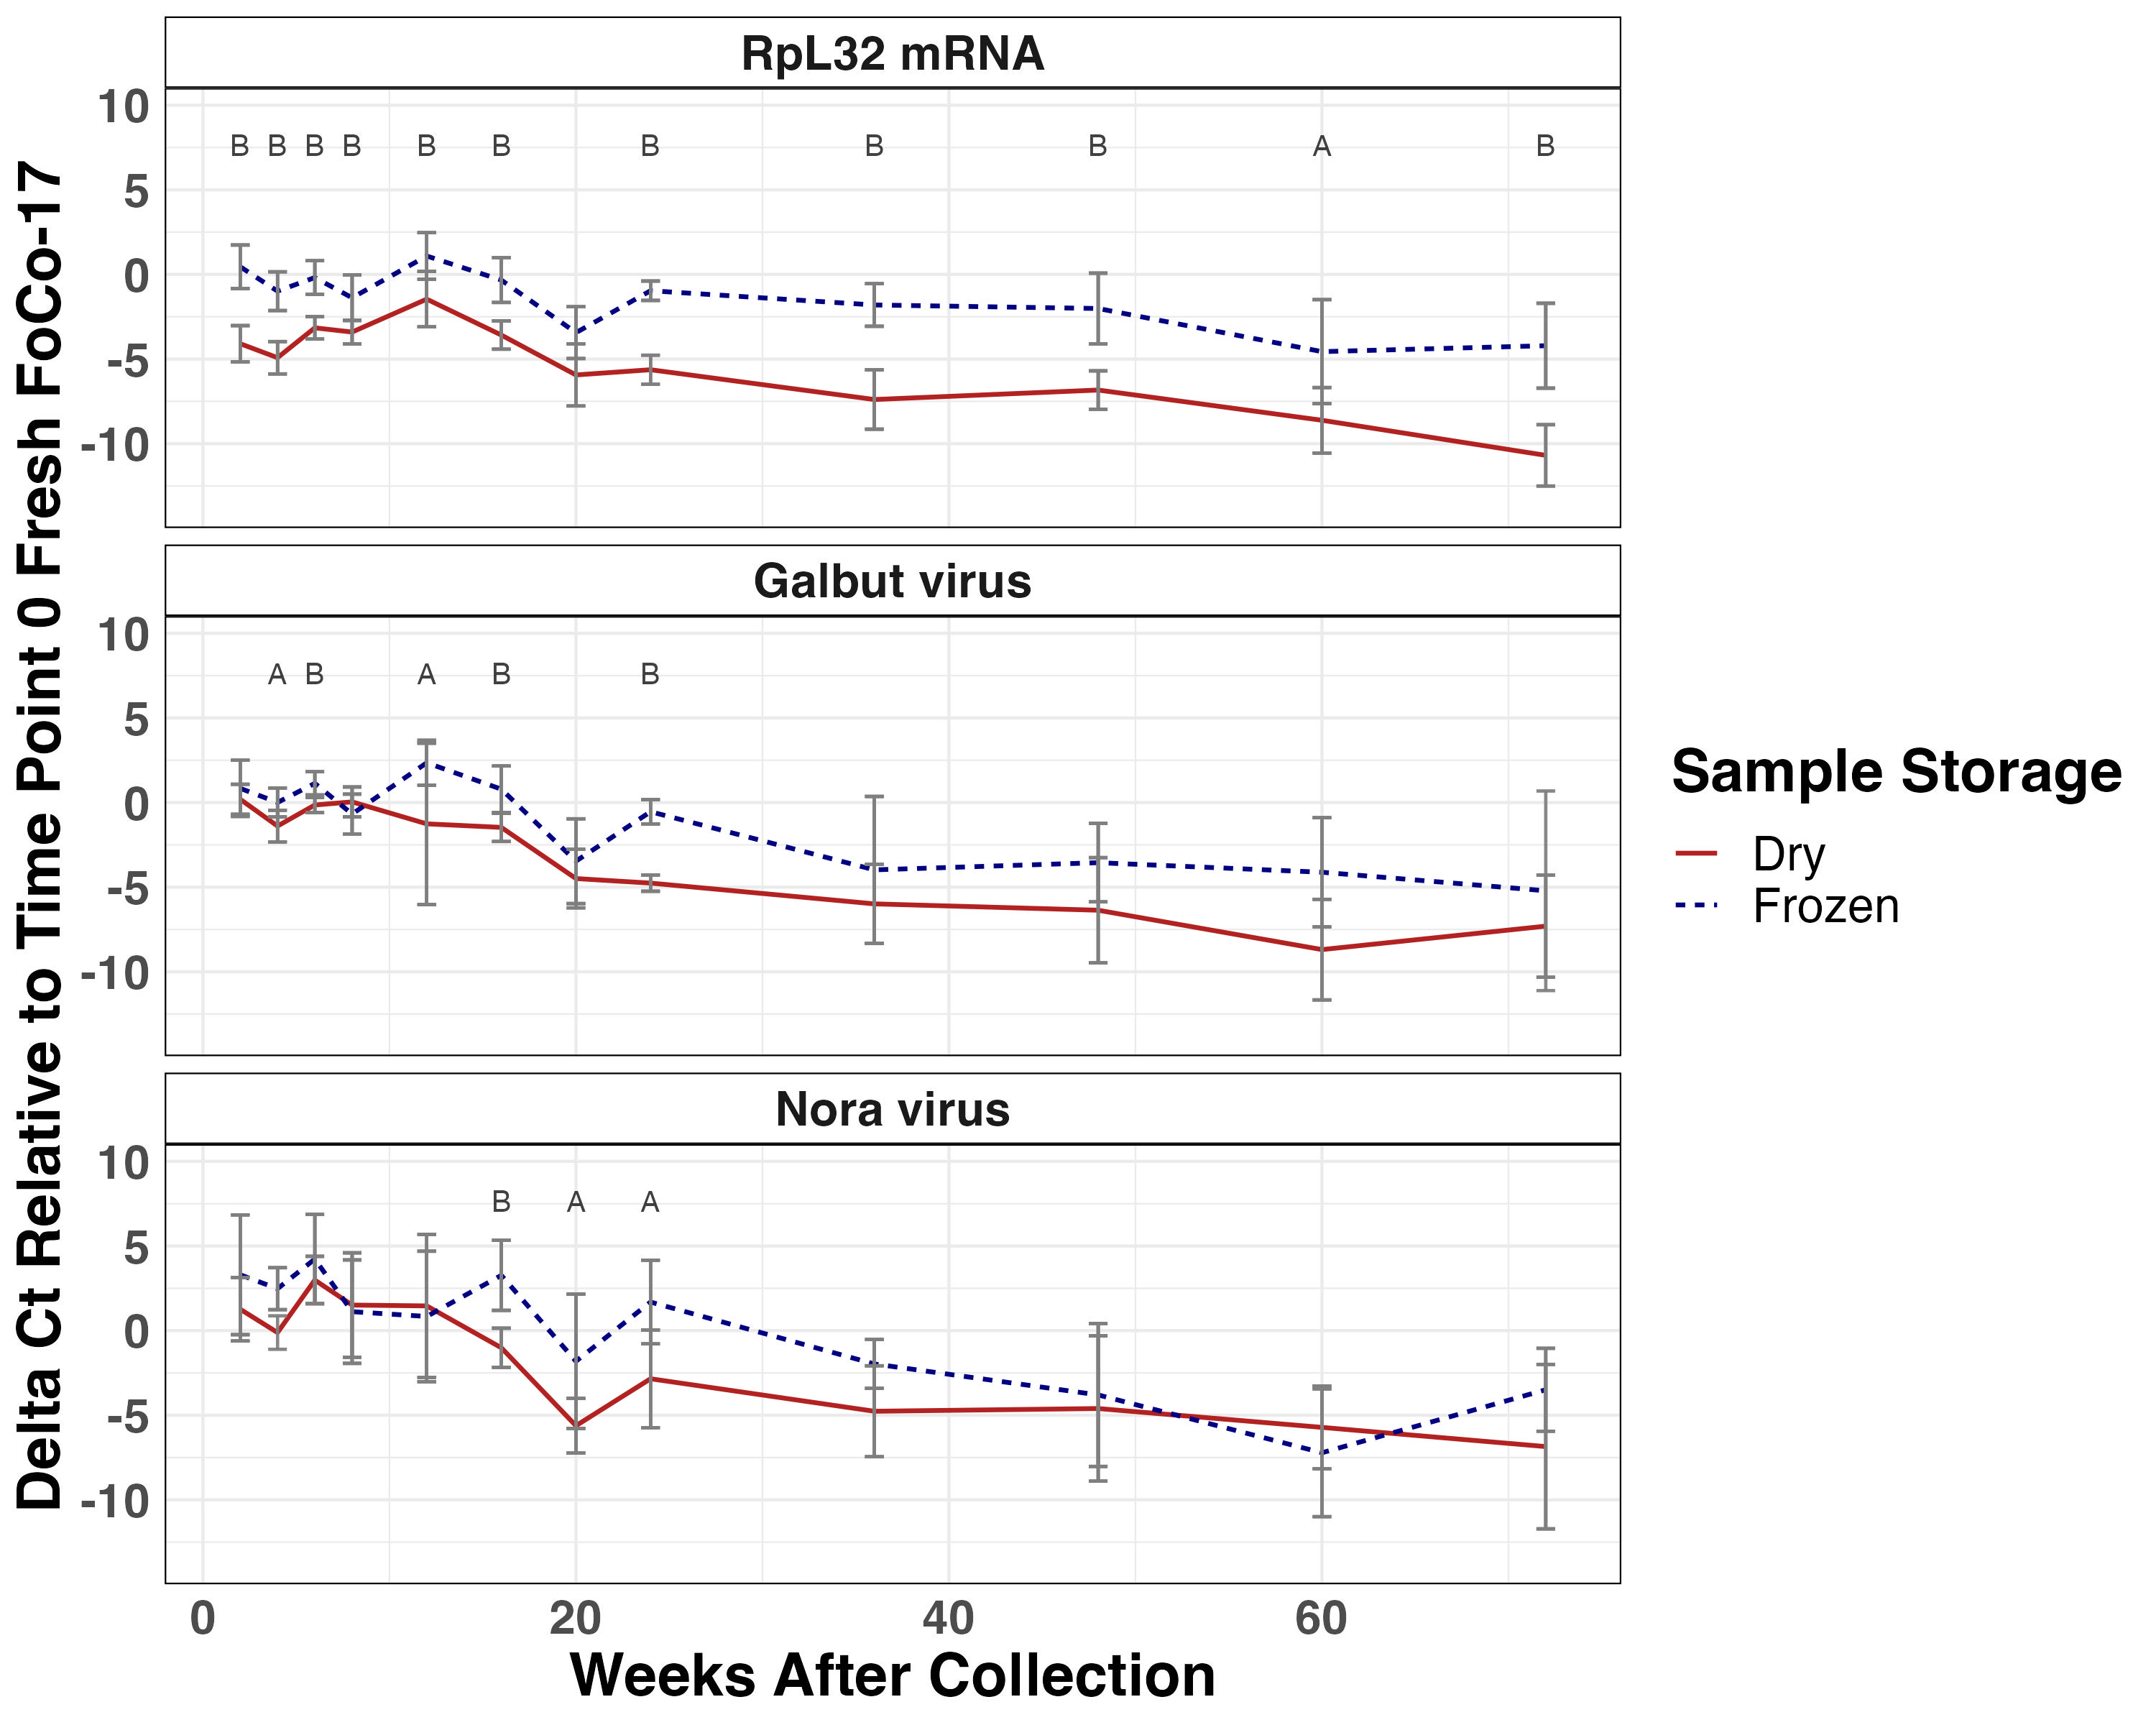 Delta Ct Relative to Time Point 0 Fresh FoCo-17
RpL32 mRNA
10
5
0
-5
-10
B B B B B B B B B A B
Galbut virus
10
5
0
-5
-10
A B A B B
Nora virus
10
5
0
-5
-10
B A A
0 20 40 60
Weeks After Collection
Sample Storage
Dry
Frozen